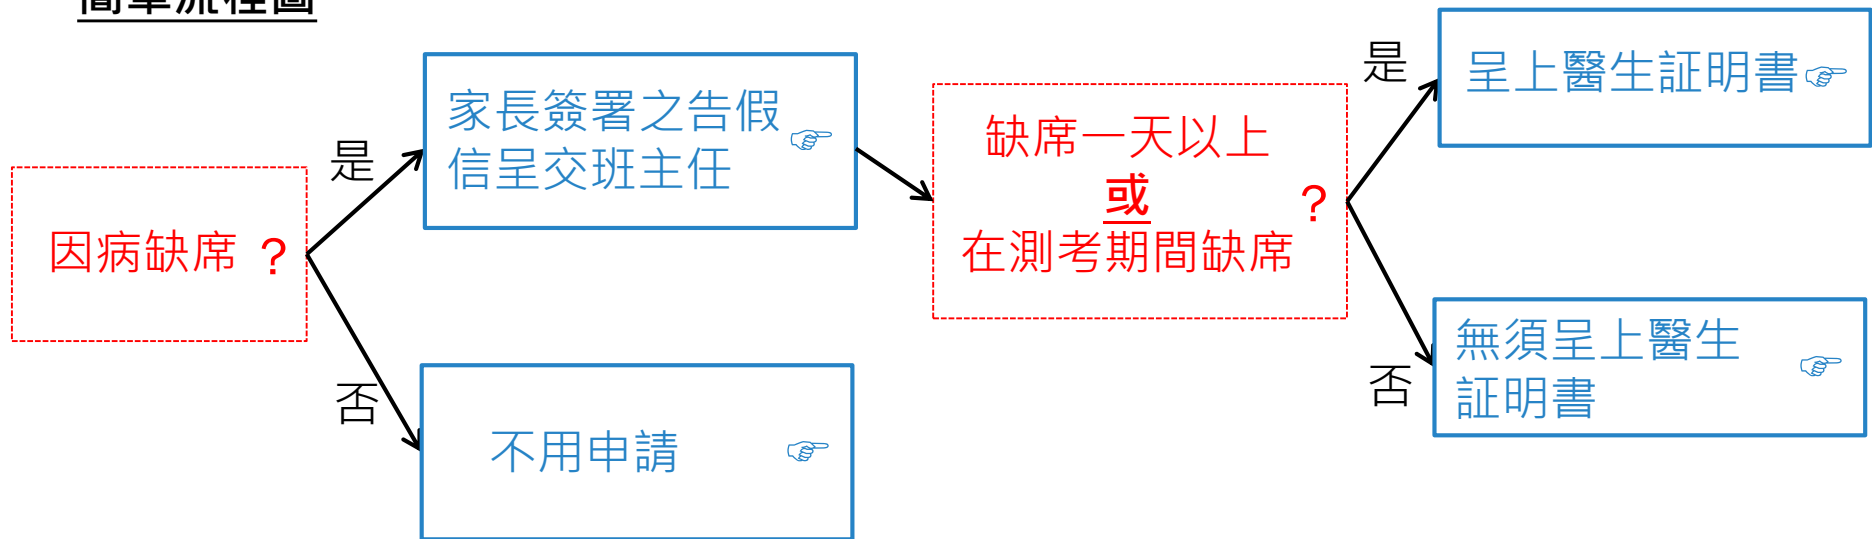 簡單流程圖
因病缺席 ?
是
家長簽署之告假
信呈交班主任 ☞
否
不用申請 ☞
缺席一天以上
或
在測考期間缺席 ?
是
呈上醫生証明書☞
否
無須呈上醫生
証明書 ☞